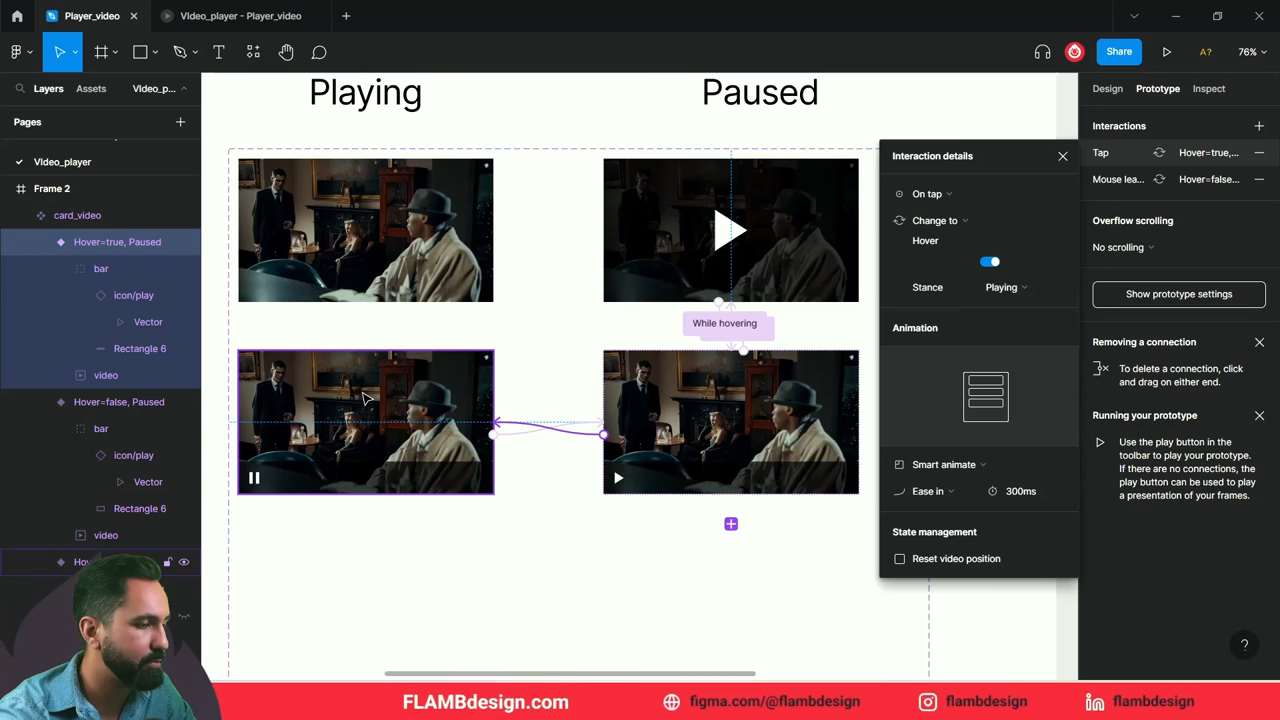 Player_video
VIdeo_player - Player_video
Share
A?
76%
Layers
Assets
VIdeo_p...
Pages
VIdeo_player
Frame 2
card_video
Hover=true, Paused
bar
icon/play
Vector
Rectangle 6
video
Hover=false, Paused
bar
icon/play
Vector
Rectangle 6
video
Playing
Paused
While hovering
Interaction details
On tap
Change to
Hover
Stance
Playing
Animation
Smart animate
Ease in
300ms
State management
Reset video position
Design
Prototype
Inspect
Interactions
Tap
Hover=true,...
Mouse lea...
Hover=false...
Overflow scrolling
No scrolling
Show prototype settings
Removing a connection
To delete a connection, click
and drag on either end.
Running your prototype
Use the play button in the
toolbar to play your prototype.
If there are no connections, the
play button can be used to play
a presentation of your frames.
?
FLAMBdesign.com
figma.com/@flambdesign
flambdesign
flambdesign